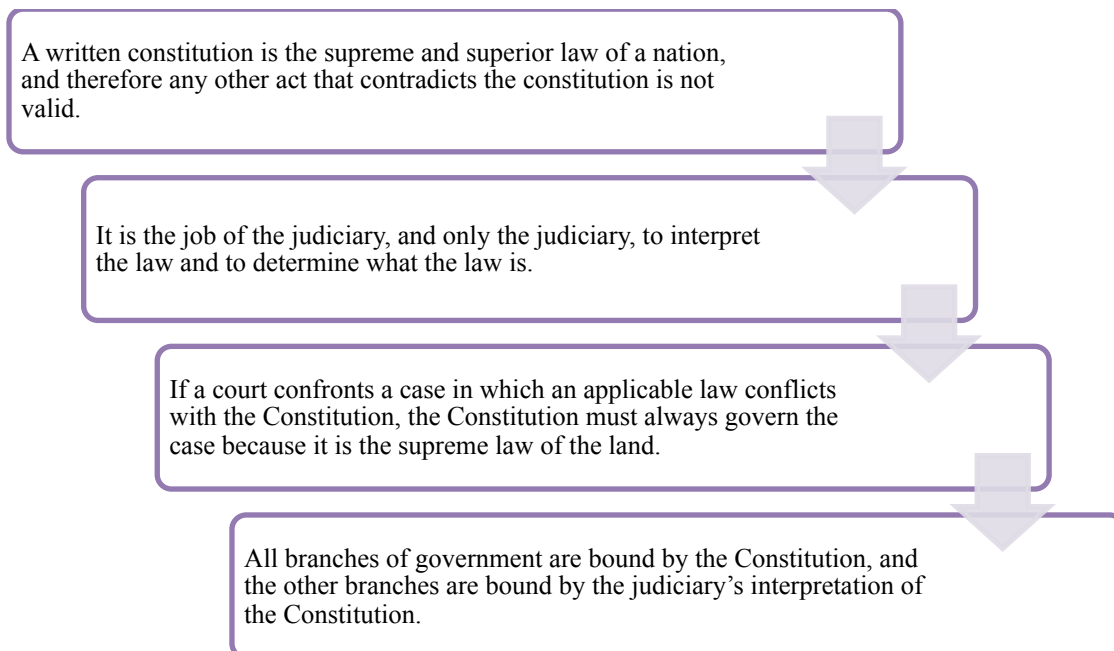 A written constitution is the supreme and superior law of a nation,
and therefore any other act that contradicts the constitution is not
valid.
It is the job of the judiciary, and only the judiciary, to interpret
the law and to determine what the law is.
If a court confronts a case in which an applicable law conflicts
with the Constitution, the Constitution must always govern the
case because it is the supreme law of the land.
All branches of government are bound by the Constitution, and
the other branches are bound by the judiciary’s interpretation of
the Constitution.